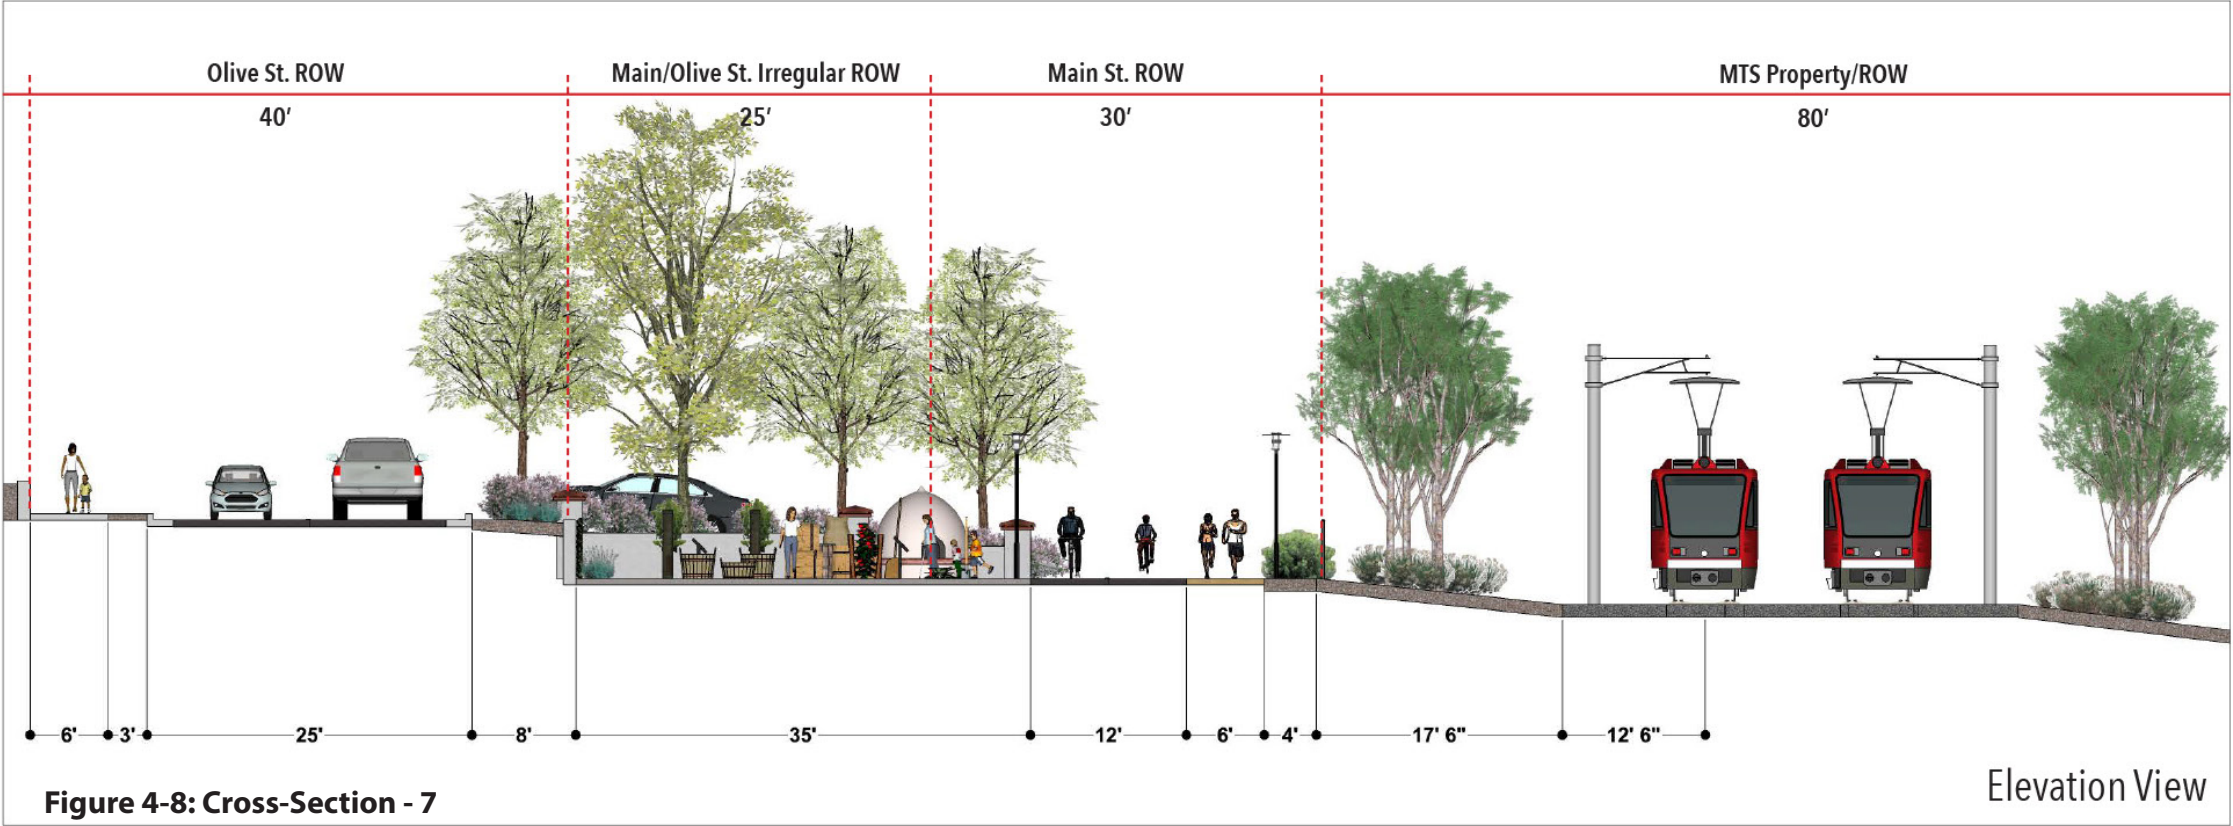 Olive St. ROW
Main/Olive St. Irregular ROW
Main St. ROW
MTS Property/ROW
40′
25′
30′
80′
6'
3'
25'
8'
35'
12'
6'
4'
17' 6"
12' 6"
Elevation View
Figure 4-8: Cross-Section - 7